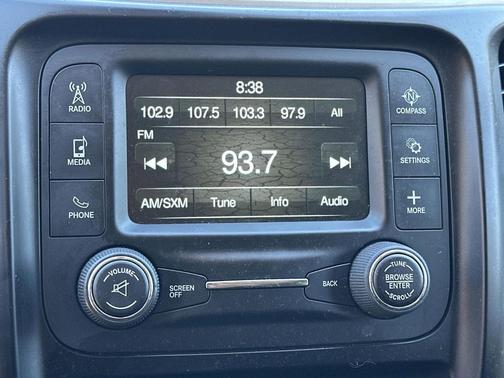 8:38
102.9 107.5 103.3 97.9 All
FM
93.7
AM/SXM Tune Info Audio
RADIO
MEDIA
PHONE
N
COMPASS
SETTINGS
MORE
VOLUME
SCREEN
OFF
BACK
TUNE
BROWSE
ENTER
SCROLL